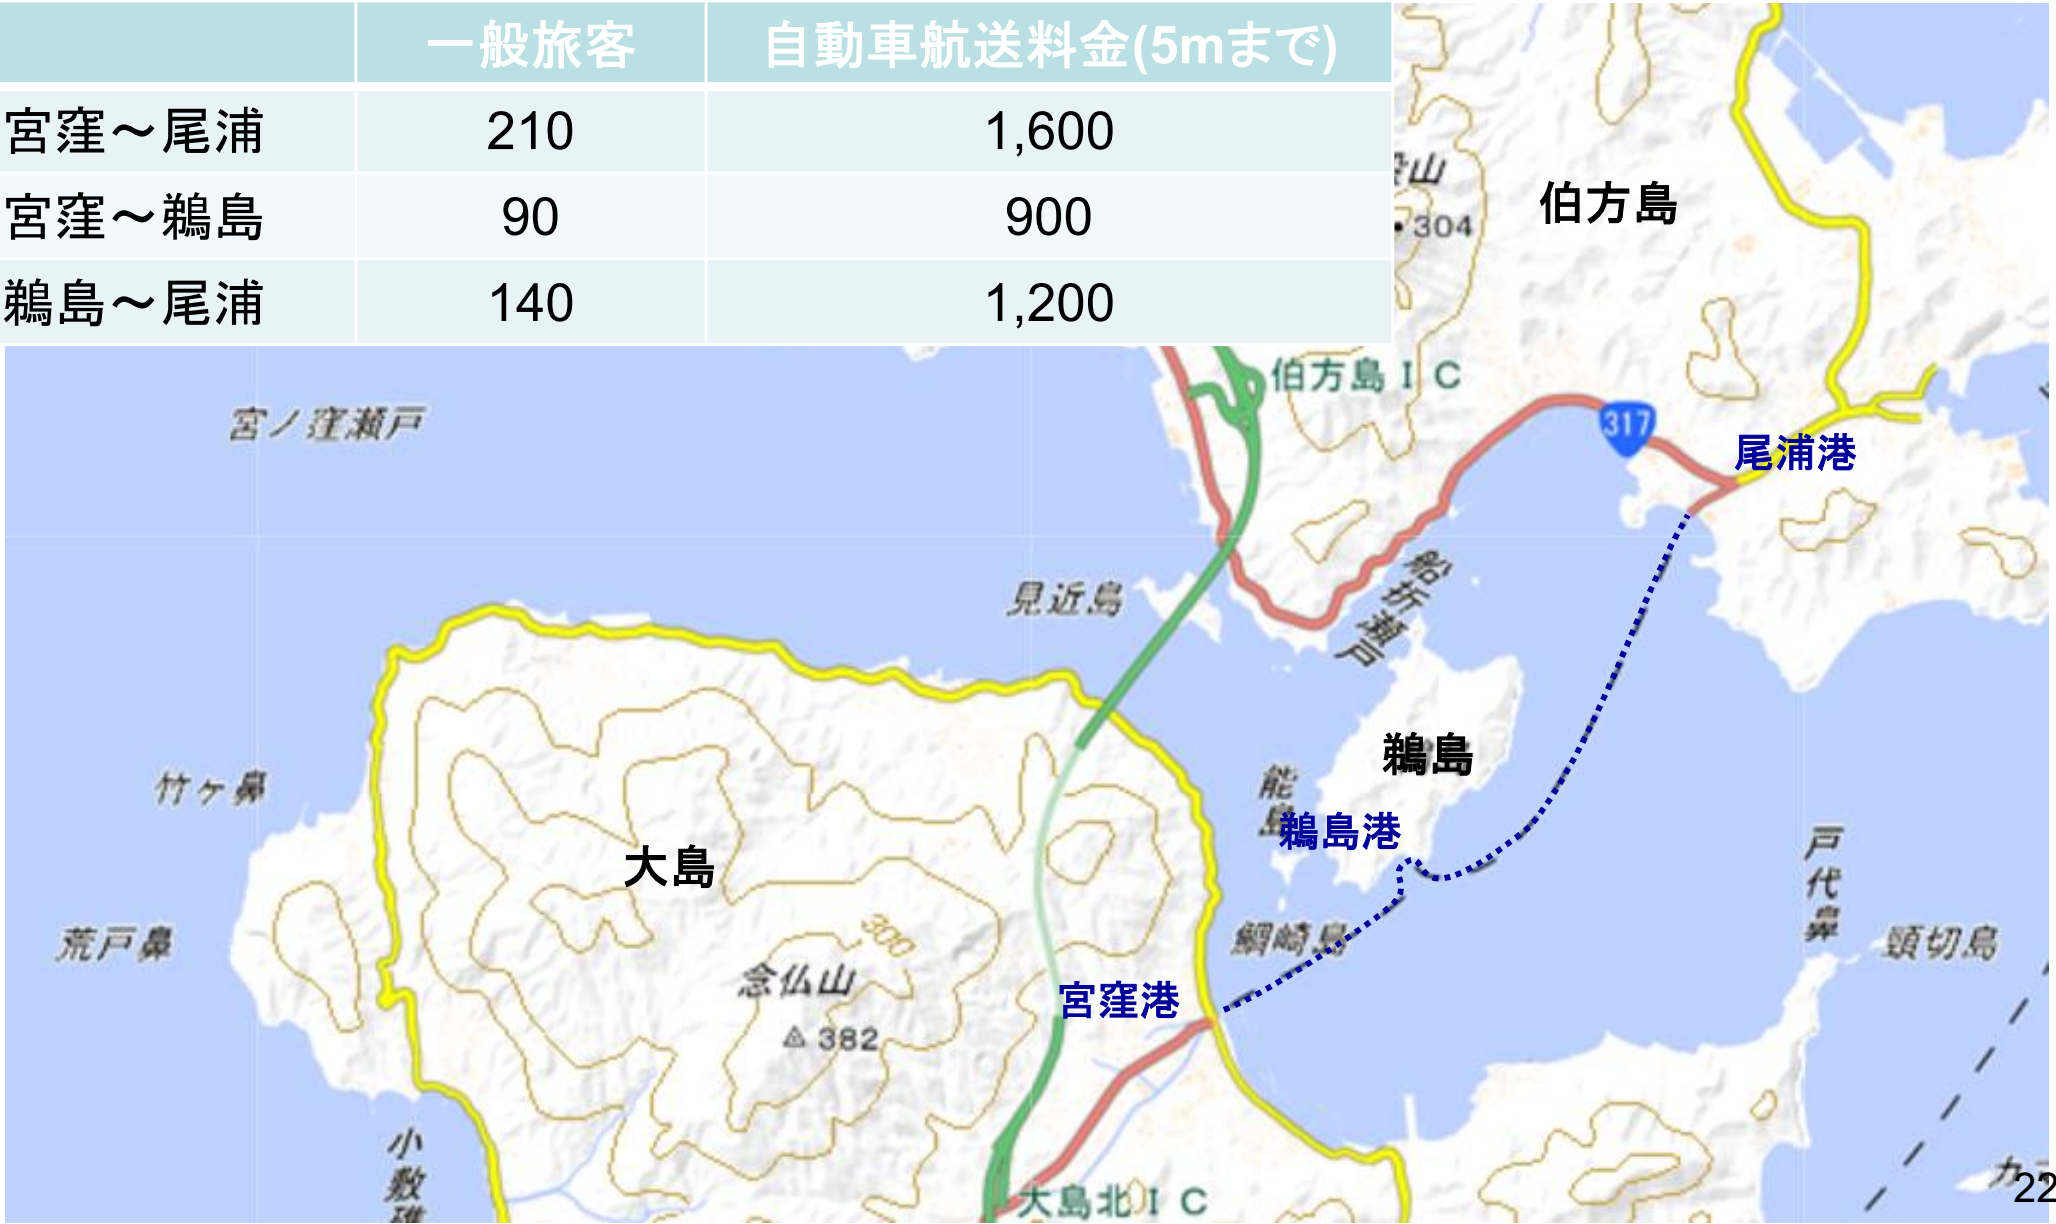 一般旅客 自動車航送料金(5mまで)
宮窪～尾浦 210 1,600
宮窪～鵜島 90 900
鵜島～尾浦 140 1,200
山
304
伯方島
伯方島ＩＣ
宮ノ窪瀬戸
317
尾浦港
見近島
船折瀬戸
鵜島
竹ヶ鼻
能島
鵜島港
大島
戸代鼻
荒戸鼻
300
鯛崎島
頭切島
念仏山
宮窪港
382
小敷
大島北ＩＣ
22